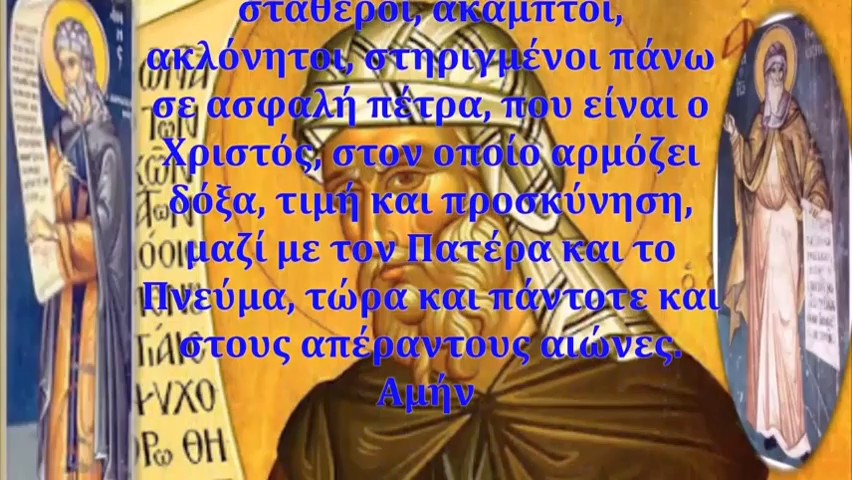 σταθεροί, άκαμπτοι,
ακλόνητοι, στηριγμένοι πάνω
σε ασφαλή πέτρα, που είναι ο
Χριστός, στον οποίο αρμόζει
δόξα, τιμή και προσκύνηση,
μαζί με τον Πατέρα και το
Πνεύμα, τώρα και πάντοτε και
στους απέραντους αιώνες.
Αμήν